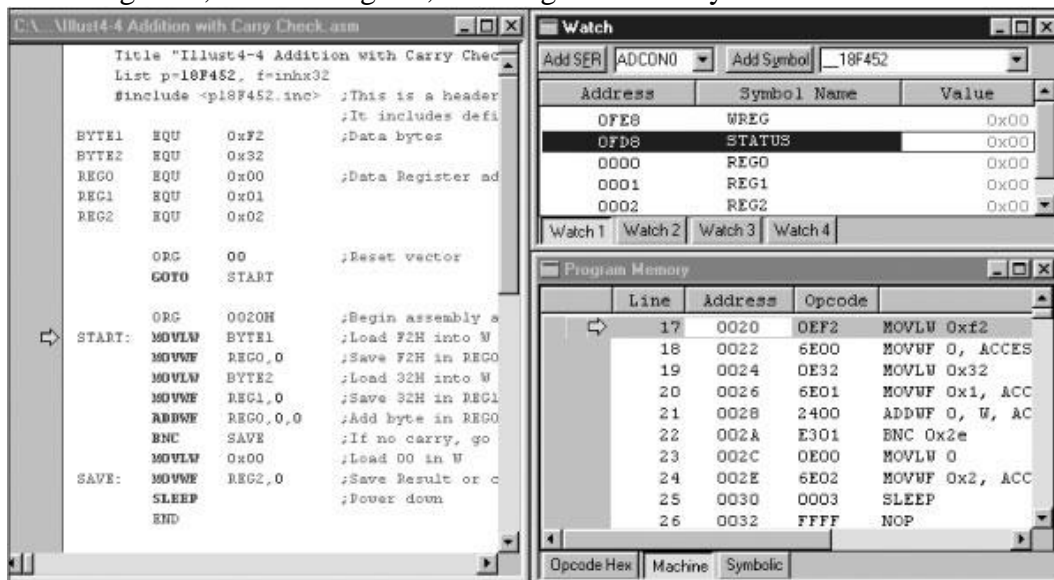 C:\...\Illust4-4 Addition with Carry Check.asm
Title "Illust4-4 Addition with Carry Chec
List p=18F452, f=inhx32
#include <p18F452.inc> ;This is a header
;It includes defi
BYTE1 EQU 0xF2 ;Data bytes
BYTE2 EQU 0x32
REG0 EQU 0x00 ;Data Register ad
REG1 EQU 0x01
REG2 EQU 0x02
ORG 00 ;Reset vector
GOTO START
ORG 0020H ;Begin assembly a
START: MOVLW BYTE1 ;Load F2H into W
MOVWF REG0,0 ;Save F2H in REG0
MOVLW BYTE2 ;Load 32H into W
MOVWF REG1,0 ;Save 32H in REG1
ADDWF REG0,0,0 ;Add byte in REG0
BNC SAVE ;If no carry, go
MOVLW 0x00 ;Load 00 in W
SAVE: MOVWF REG2,0 ;Save Result or c
SLEEP ;Power down
END
Watch
Add SFR ADCON0 Add Symbol __18F452
Address Symbol Name Value
0FE8 WREG 0x00
0FD8 STATUS 0x00
0000 REG0 0x00
0001 REG1 0x00
0002 REG2 0x00
Watch 1 Watch 2 Watch 3 Watch 4
Program Memory
Line Address Opcode
17 0020 0EF2 MOVLW 0xf2
18 0022 6E00 MOVWF 0, ACCES
19 0024 0E32 MOVLW 0x32
20 0026 6E01 MOVWF 0x1, ACC
21 0028 2400 ADDWF 0, W, AC
22 002A E301 BNC 0x2e
23 002C 0E00 MOVLW 0
24 002E 6E02 MOVWF 0x2, ACC
25 0030 0003 SLEEP
26 0032 FFFF NOP
Opcode Hex Machine Symbolic